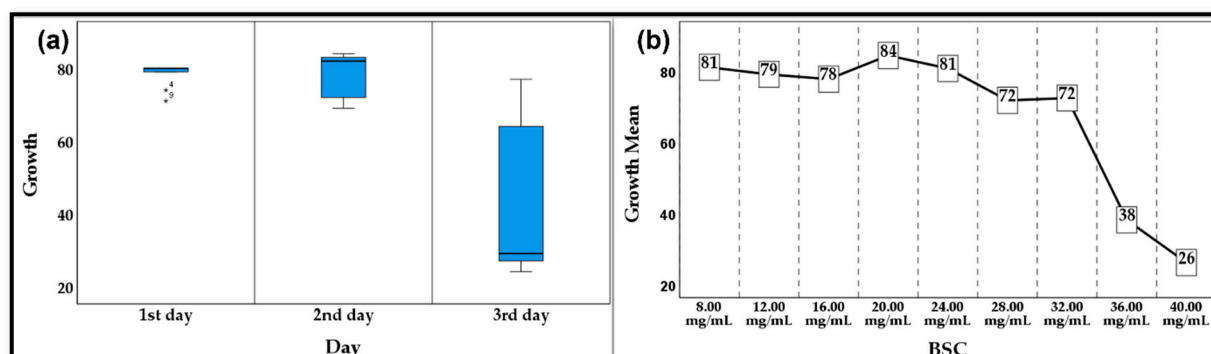 (a)
Growth
80
60
40
20
* 4
* 9
1st day
2nd day
3rd day
Day
(b)
Growth Mean
80
60
40
20
81
79
78
84
81
72
72
38
26
8.00 mg/mL
12.00 mg/mL
16.00 mg/mL
20.00 mg/mL
24.00 mg/mL
28.00 mg/mL
32.00 mg/mL
36.00 mg/mL
40.00 mg/mL
BSC